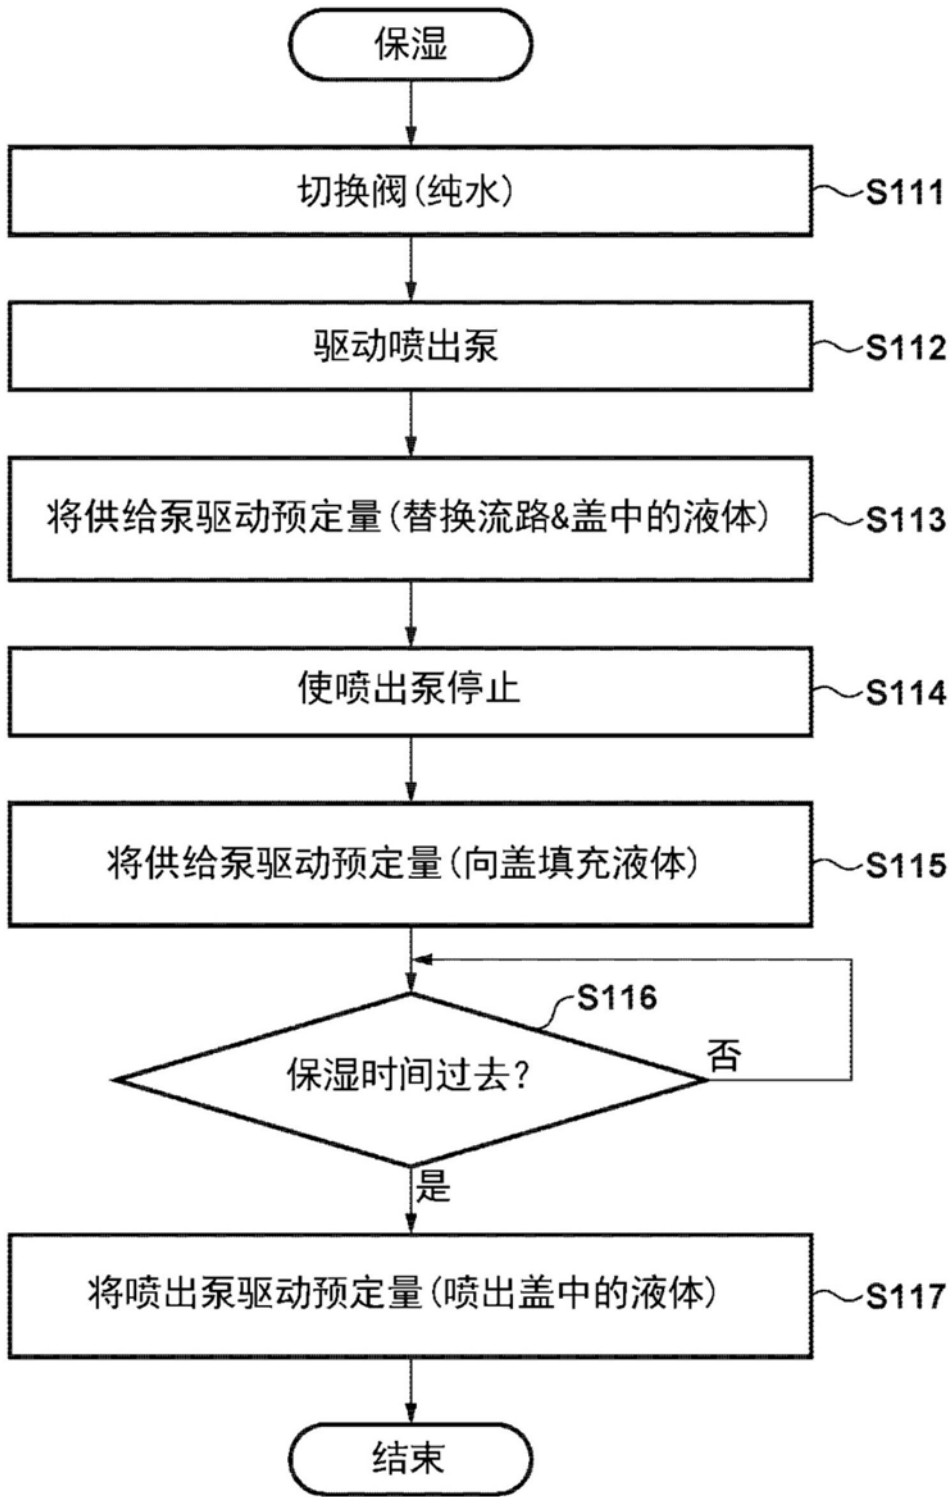 保湿
切换阀(纯水)
S111
驱动喷出泵
S112
将供给泵驱动预定量(替换流路&盖中的液体)
S113
使喷出泵停止
S114
将供给泵驱动预定量(向盖填充液体)
S115
S116
保湿时间过去?
否
是
将喷出泵驱动预定量(喷出盖中的液体)
S117
结束